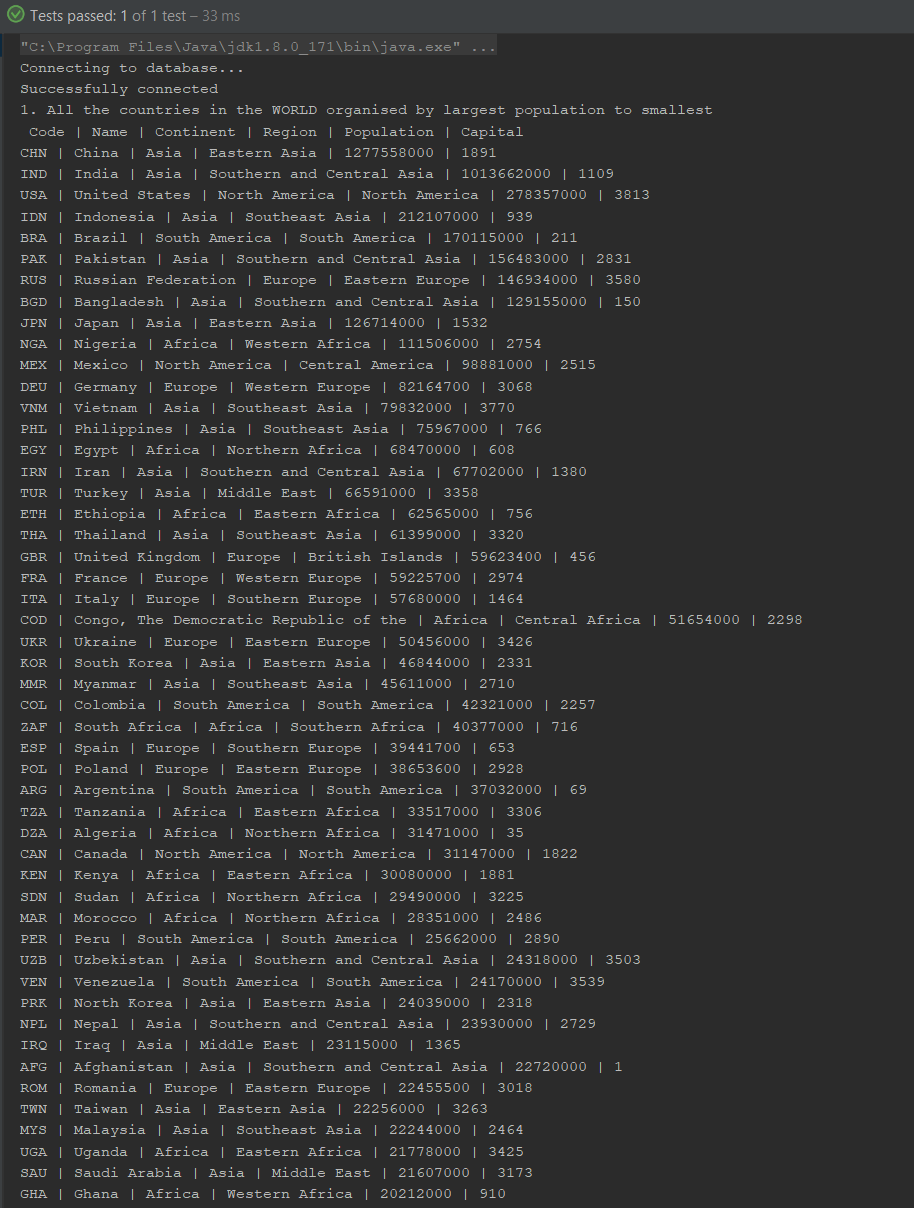 Tests passed: 1 of 1 test – 33 ms
"C:\Program Files\Java\jdk1.8.0_171\bin\java.exe" ...
Connecting to database...
Successfully connected
1. All the countries in the WORLD organised by largest population to smallest
Code | Name | Continent | Region | Population | Capital
CHN | China | Asia | Eastern Asia | 1277558000 | 1891
IND | India | Asia | Southern and Central Asia | 1013662000 | 1109
USA | United States | North America | North America | 278357000 | 3813
IDN | Indonesia | Asia | Southeast Asia | 212107000 | 939
BRA | Brazil | South America | South America | 170115000 | 211
PAK | Pakistan | Asia | Southern and Central Asia | 156483000 | 2831
RUS | Russian Federation | Europe | Eastern Europe | 146934000 | 3580
BGD | Bangladesh | Asia | Southern and Central Asia | 129155000 | 150
JPN | Japan | Asia | Eastern Asia | 126714000 | 1532
NGA | Nigeria | Africa | Western Africa | 111506000 | 2754
MEX | Mexico | North America | Central America | 98881000 | 2515
DEU | Germany | Europe | Western Europe | 82164700 | 3068
VNM | Vietnam | Asia | Southeast Asia | 79832000 | 3770
PHL | Philippines | Asia | Southeast Asia | 75967000 | 766
EGY | Egypt | Africa | Northern Africa | 68470000 | 608
IRN | Iran | Asia | Southern and Central Asia | 67702000 | 1380
TUR | Turkey | Asia | Middle East | 66591000 | 3358
ETH | Ethiopia | Africa | Eastern Africa | 62565000 | 756
THA | Thailand | Asia | Southeast Asia | 61399000 | 3320
GBR | United Kingdom | Europe | British Islands | 59623400 | 456
FRA | France | Europe | Western Europe | 59225700 | 2974
ITA | Italy | Europe | Southern Europe | 57680000 | 1464
COD | Congo, The Democratic Republic of the | Africa | Central Africa | 51654000 | 2298
UKR | Ukraine | Europe | Eastern Europe | 50456000 | 3426
KOR | South Korea | Asia | Eastern Asia | 46844000 | 2331
MMR | Myanmar | Asia | Southeast Asia | 45611000 | 2710
COL | Colombia | South America | South America | 42321000 | 2257
ZAF | South Africa | Africa | Southern Africa | 40377000 | 716
ESP | Spain | Europe | Southern Europe | 39441700 | 653
POL | Poland | Europe | Eastern Europe | 38653600 | 2928
ARG | Argentina | South America | South America | 37032000 | 69
TZA | Tanzania | Africa | Eastern Africa | 33517000 | 3306
DZA | Algeria | Africa | Northern Africa | 31471000 | 35
CAN | Canada | North America | North America | 31147000 | 1822
KEN | Kenya | Africa | Eastern Africa | 30080000 | 1881
SDN | Sudan | Africa | Northern Africa | 29490000 | 3225
MAR | Morocco | Africa | Northern Africa | 28351000 | 2486
PER | Peru | South America | South America | 25662000 | 2890
UZB | Uzbekistan | Asia | Southern and Central Asia | 24318000 | 3503
VEN | Venezuela | South America | South America | 24170000 | 3539
PRK | North Korea | Asia | Eastern Asia | 24039000 | 2318
NPL | Nepal | Asia | Southern and Central Asia | 23930000 | 2729
IRQ | Iraq | Asia | Middle East | 23115000 | 1365
AFG | Afghanistan | Asia | Southern and Central Asia | 22720000 | 1
ROM | Romania | Europe | Eastern Europe | 22455500 | 3018
TWN | Taiwan | Asia | Eastern Asia | 22256000 | 3263
MYS | Malaysia | Asia | Southeast Asia | 22244000 | 2464
UGA | Uganda | Africa | Eastern Africa | 21778000 | 3425
SAU | Saudi Arabia | Asia | Middle East | 21607000 | 3173
GHA | Ghana | Africa | Western Africa | 20212000 | 910